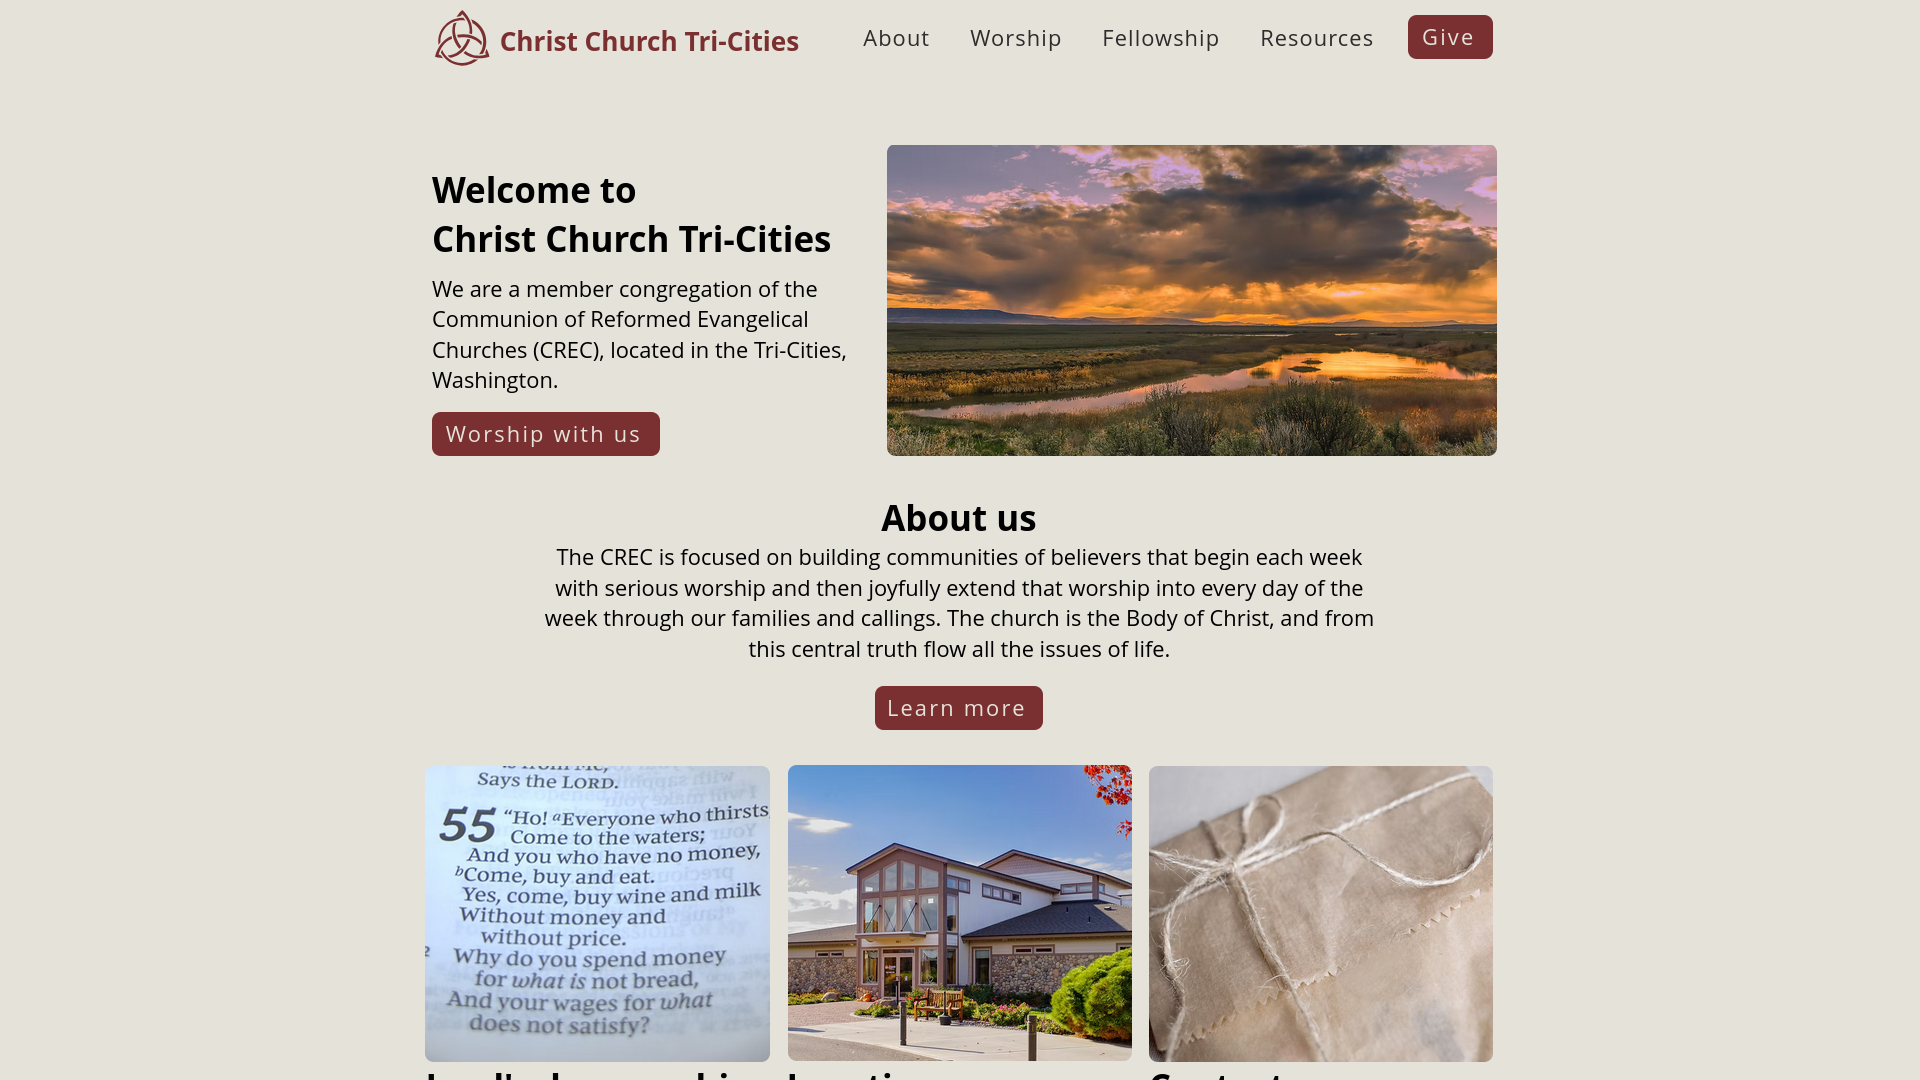 Christ Church Tri-Cities
About
Worship
Fellowship
Resources
Give
Welcome to
Christ Church Tri-Cities
We are a member congregation of the
Communion of Reformed Evangelical
Churches (CREC), located in the Tri-Cities,
Washington.
Worship with us
About us
The CREC is focused on building communities of believers that begin each week
with serious worship and then joyfully extend that worship into every day of the
week through our families and callings. The church is the Body of Christ, and from
this central truth flow all the issues of life.
Learn more
Says the LORD.
55 “Ho! aEveryone who thirsts,
Come to the waters;
And you who have no money,
bCome, buy and eat.
Yes, come, buy wine and milk
Without money and
without price.
Why do you spend money
for what is not bread,
And your wages for what
does not satisfy?